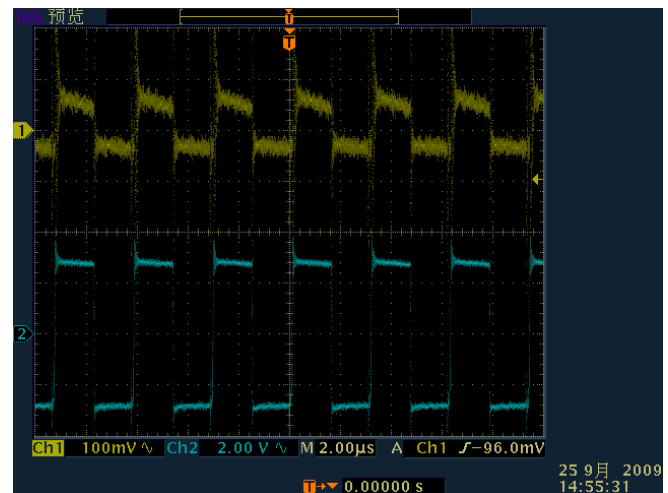 预览
T
T
1
2
Ch1 100mV Ch2 2.00 V M 2.00µs A Ch1 -96.0mV
T 0.00000 s
25 9月 2009
14:55:31